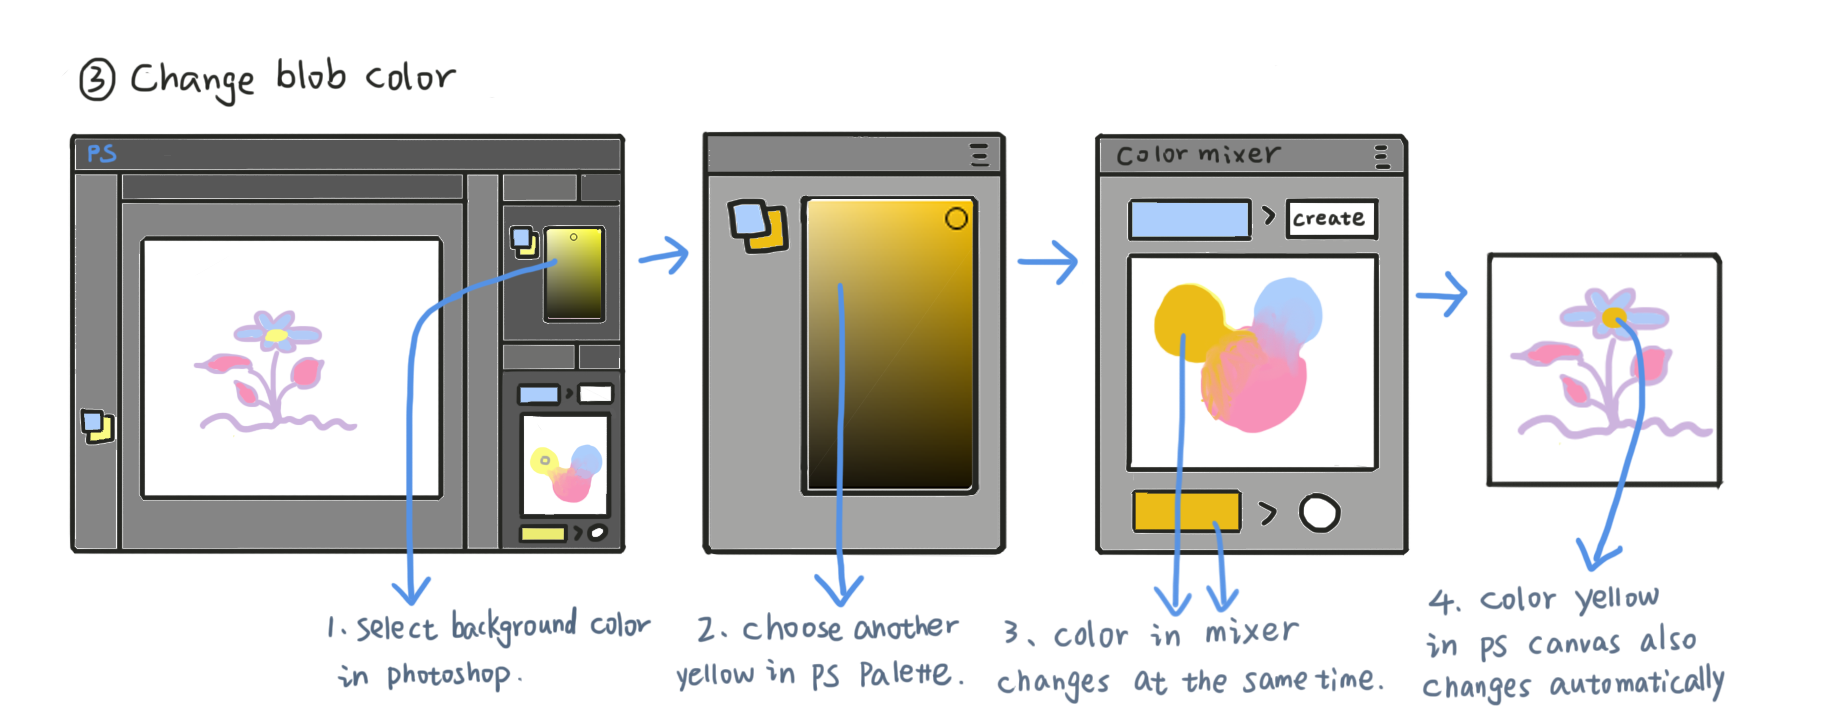 ③ Change blob color
PS
Color mixer
create
1. Select background color
in photoshop.
2. choose another
yellow in PS Palette.
3. color in mixer
changes at the same time.
4. color yellow
in PS canvas also
changes automatically